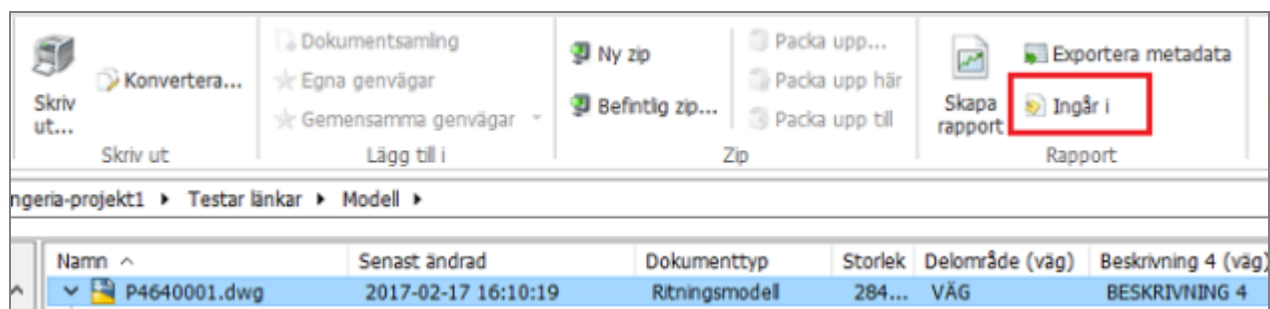 Skriv ut...
Konvertera...
Skriv ut
Dokumentsamling
Egna genvägar
Gemensamma genvägar
Lägg till i
Ny zip
Befintlig zip...
Packa upp...
Packa upp här
Packa upp till
Zip
Skapa rapport
Exportera metadata
Ingår i
Rapport
ngeria-projekt1 Testar länkar Modell
Namn Senast ändrad Dokumenttyp Storlek Delområde (väg) Beskrivning 4 (väg)
P4640001.dwg 2017-02-17 16:10:19 Ritningsmodell 284... VÄG BESKRIVNING 4